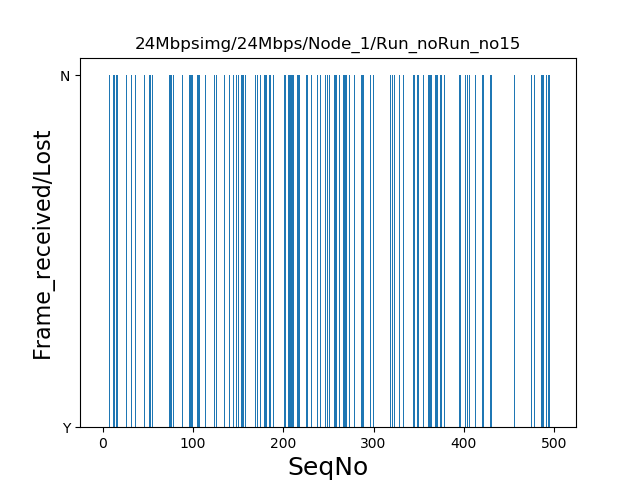 24Mbpsimg/24Mbps/Node_1/Run_noRun_no15
N
Frame_received/Lost
Y
0 100 200 300 400 500
SeqNo